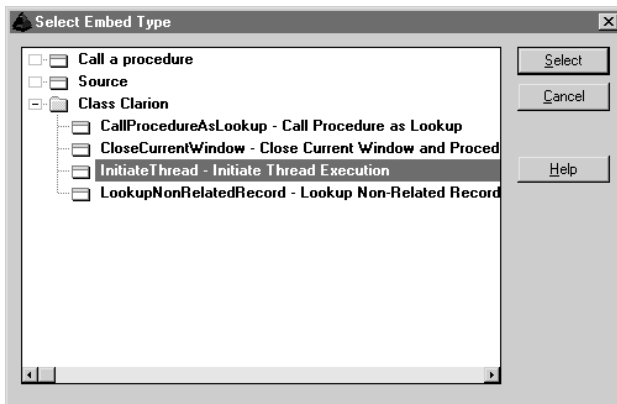 Select Embed Type
Call a procedure
Source
Class Clarion
CallProcedureAsLookup - Call Procedure as Lookup
CloseCurrentWindow - Close Current Window and Proced
InitiateThread - Initiate Thread Execution
LookupNonRelatedRecord - Lookup Non-Related Record
Select
Cancel
Help